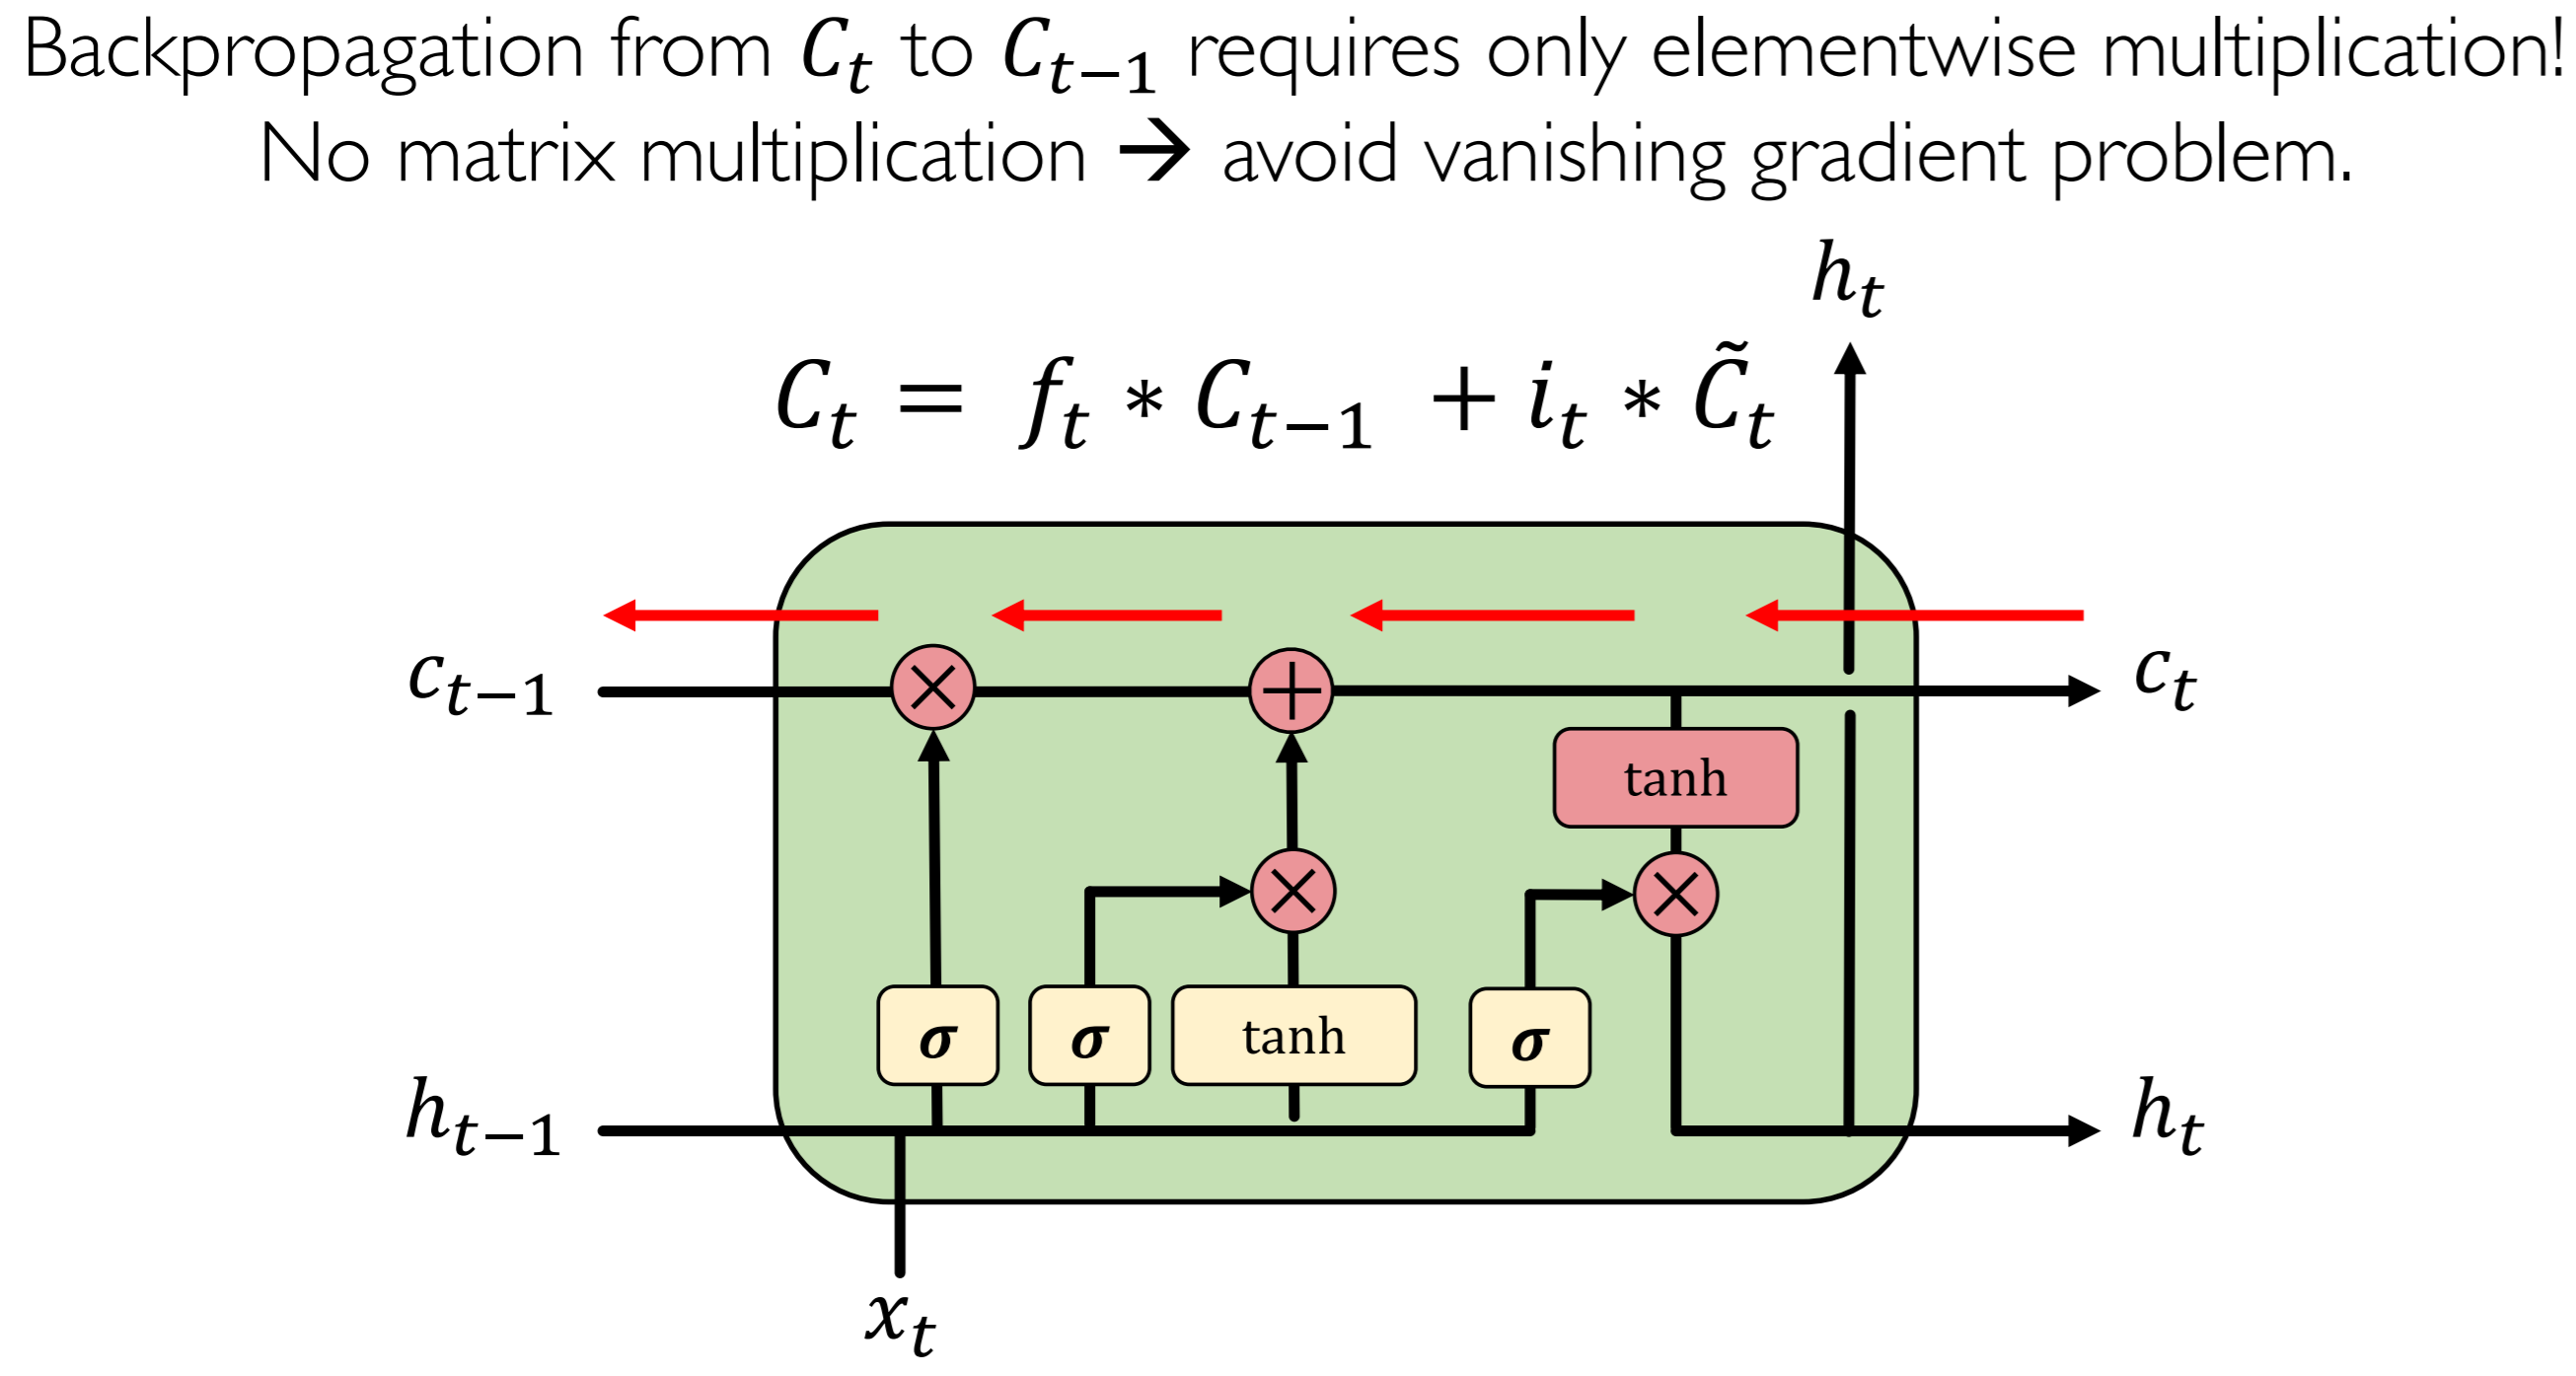 Backpropagation from C_t to C_{t−1} requires only elementwise multiplication!
No matrix multiplication → avoid vanishing gradient problem.
h_t
C_t = f_t * C_{t−1} + i_t * C̃_t
c_{t−1}
×
+
c_t
tanh
×
×
σ
σ
tanh
σ
h_{t−1}
h_t
x_t